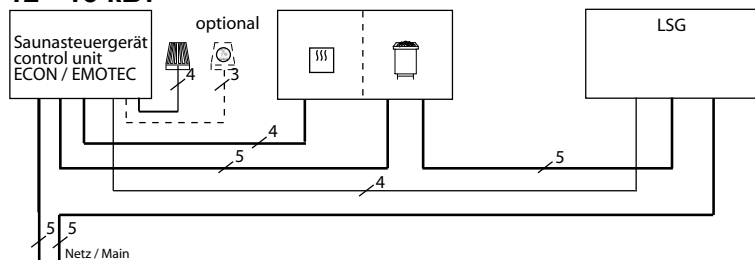 12 - 18 кВт
optional
Saunasteuergerät
control unit
ECON / EMOTEC
LSG
4
3
4
5
5
4
5
5
Netz / Main